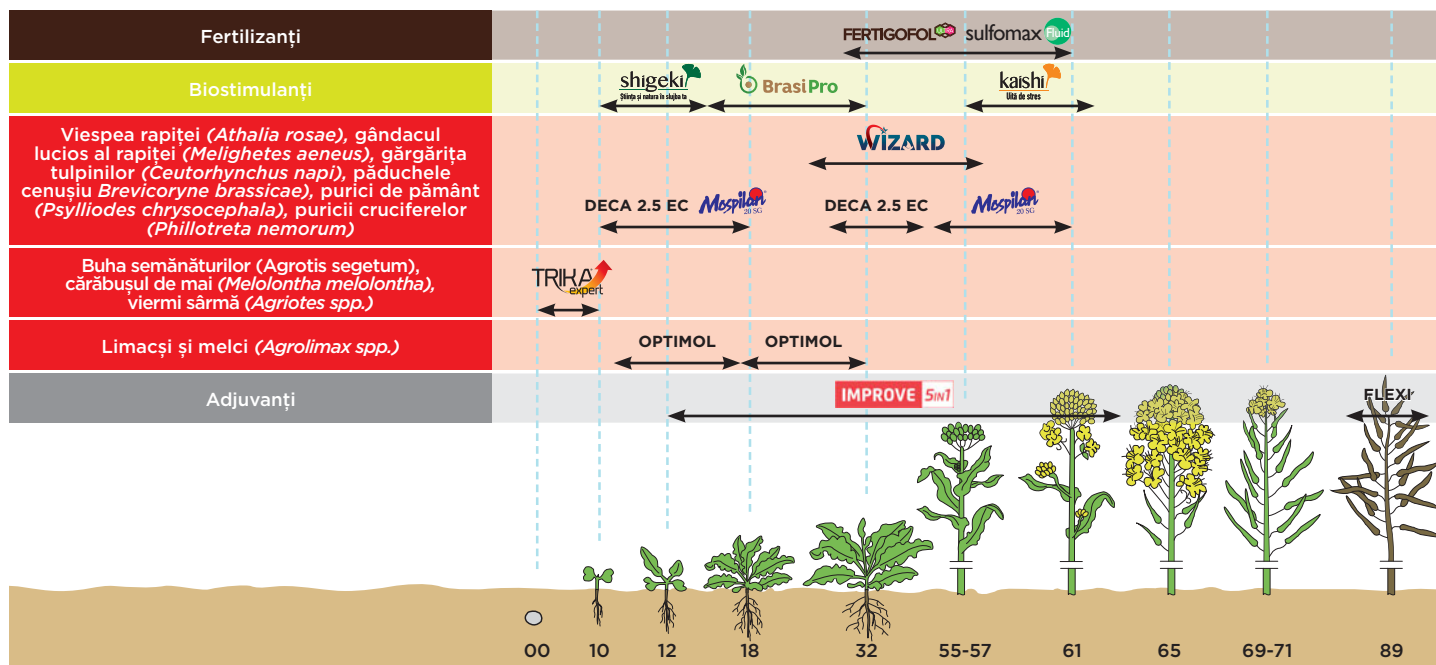 Fertilizanți
FERTIGOFOL ULTRA sulfomax Fluid
Biostimulanți
shigeki
Știința și natura în slujba ta
BrasiPro
kaishi
Uită de stres
Viespea rapiței (Athalia rosae), gândacul
lucios al rapiței (Melighetes aeneus), gărgărița
tulpinilor (Ceutorhynchus napi), păduchele
cenușiu Brevicoryne brassicae), purici de pământ
(Psylliodes chrysocephala), puricii cruciferelor
(Phillotreta nemorum)
WIZARD
DECA 2.5 EC Mospilan 20 SG DECA 2.5 EC Mospilan 20 SG
Buha semănăturilor (Agrotis segetum),
cărăbușul de mai (Melolontha melolontha),
viermi sârmă (Agriotes spp.)
TRIKA
expert
Limacși și melci (Agrolimax spp.)
OPTIMOL OPTIMOL
Adjuvanți
IMPROVE 5IN1
FLEXI
00 10 12 18 32 55-57 61 65 69-71 89